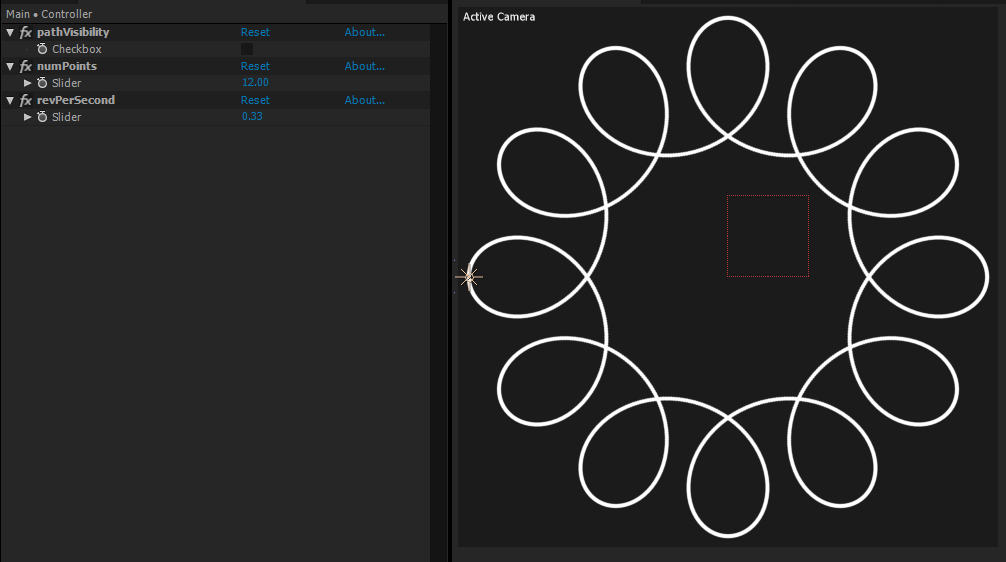 Main • Controller
fx pathVisibility Reset About...
Checkbox
fx numPoints Reset About...
Slider 12.00
fx revPerSecond Reset About...
Slider 0.33
Active Camera